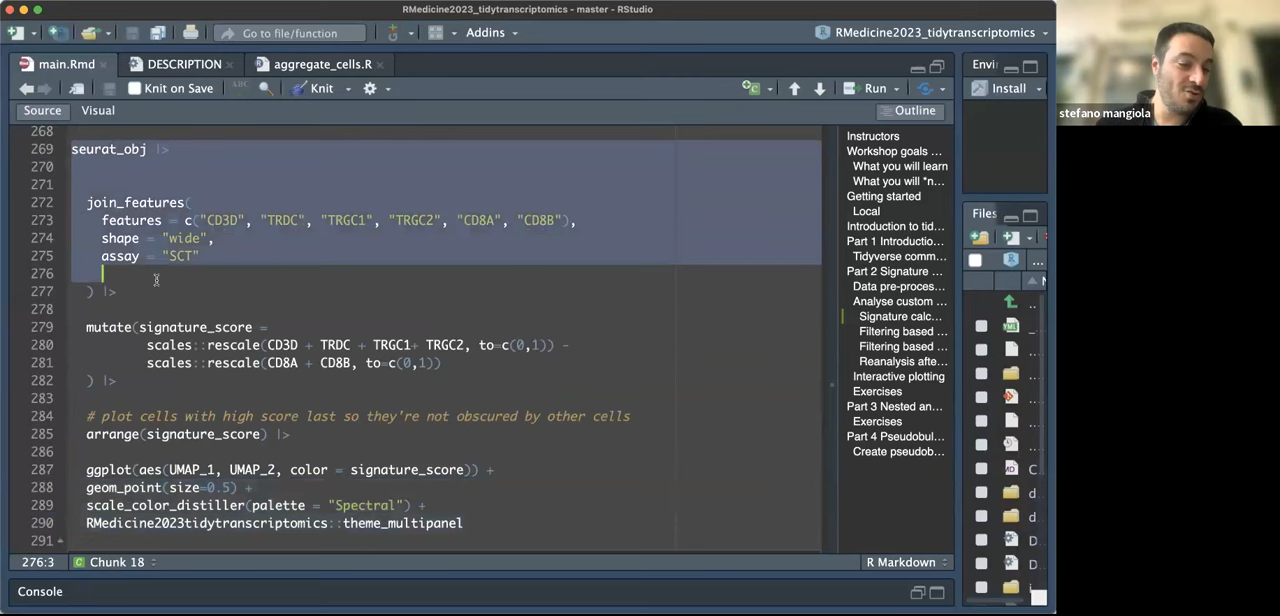 RMedicine2023_tidytranscriptomics - master - RStudio
Go to file/function
Addins
RMedicine2023_tidytranscriptomics
main.Rmd
DESCRIPTION
aggregate_cells.R
Knit on Save
ABC
Knit
Run
Source
Visual
Outline
268
269 seurat_obj |>
270
271
272 join_features(
273 features = c("CD3D", "TRDC", "TRGC1", "TRGC2", "CD8A", "CD8B"),
274 shape = "wide",
275 assay = "SCT"
276
277 ) |>
278
279 mutate(signature_score =
280 scales::rescale(CD3D + TRDC + TRGC1+ TRGC2, to=c(0,1)) -
281 scales::rescale(CD8A + CD8B, to=c(0,1))
282 ) |>
283
284 # plot cells with high score last so they're not obscured by other cells
285 arrange(signature_score) |>
286
287 ggplot(aes(UMAP_1, UMAP_2, color = signature_score)) +
288 geom_point(size=0.5) +
289 scale_color_distiller(palette = "Spectral") +
290 RMedicine2023tidytranscriptomics::theme_multipanel
291
276:3
Chunk 18
R Markdown
Console
Instructors
Workshop goals ...
What you will learn
What you will *n...
Getting started
Local
Introduction to tid...
Part 1 Introductio...
Tidyverse comm...
Part 2 Signature ...
Data pre-proces...
Analyse custom ...
Signature calc...
Filtering based ...
Filtering based ...
Reanalysis afte...
Interactive plotting
Exercises
Part 3 Nested an...
Exercises
Part 4 Pseudobul...
Create pseudob...
Envi
Install
Files
...
..
_
.
.
C
d
d
D
D
i
stefano mangiola